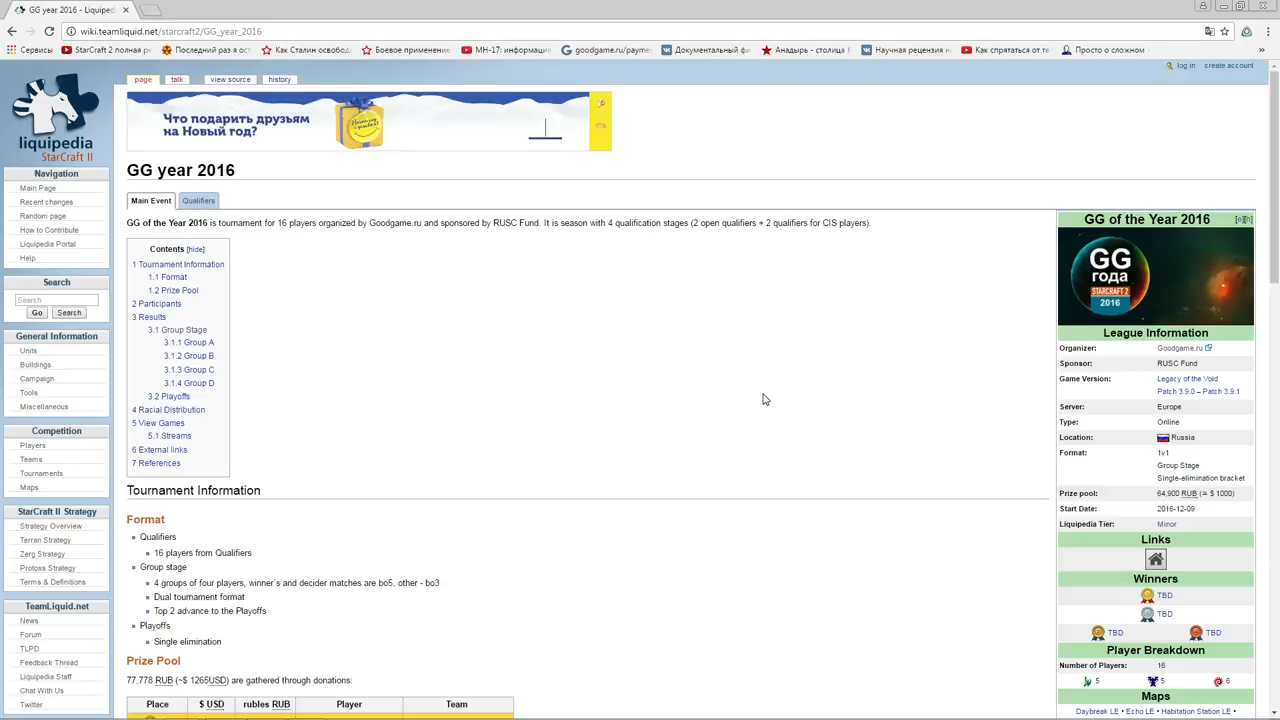 GG year 2016 - Liquiped
wiki.teamliquid.net/starcraft2/GG_year_2016
Сервисы
StarCraft 2 полная ре
Последний раз я осо
Как Сталин освобод
Боевое применение
МН-17: информация
goodgame.ru/payme
Документальный фи
Анадырь - столица
Научная рецензия н
Как спрятаться от те
Просто о сложном -
log in
create account
page
talk
view source
history
Что подарить друзьям
на Новый год?
liquipedia
StarCraft II
GG year 2016
Main Event
Qualifiers
GG of the Year 2016 is tournament for 16 players organized by Goodgame.ru and sponsored by RUSC Fund. It is season with 4 qualification stages (2 open qualifiers + 2 qualifiers for CIS players).
Navigation
Main Page
Recent changes
Random page
How to Contribute
Liquipedia Portal
Help
Search
Search
Go
Search
General Information
Units
Buildings
Campaign
Tools
Miscellaneous
Competition
Players
Teams
Tournaments
Maps
StarCraft II Strategy
Strategy Overview
Terran Strategy
Zerg Strategy
Protoss Strategy
Terms & Definitions
TeamLiquid.net
News
Forum
TLPD
Feedback Thread
Liquipedia Staff
Chat With Us
Twitter
Contents [hide]
1 Tournament Information
1.1 Format
1.2 Prize Pool
2 Participants
3 Results
3.1 Group Stage
3.1.1 Group A
3.1.2 Group B
3.1.3 Group C
3.1.4 Group D
3.2 Playoffs
4 Racial Distribution
5 View Games
5.1 Streams
6 External links
7 References
Tournament Information
Format
Qualifiers
16 players from Qualifiers
Group stage
4 groups of four players, winner`s and decider matches are bo5, other - bo3
Dual tournament format
Top 2 advance to the Playoffs
Playoffs
Single elimination
Prize Pool
77.778 RUB (~$ 1265USD) are gathered through donations:
Place $ USD rubles RUB Player Team
GG of the Year 2016
GG
года
STARCRAFT 2
2016
League Information
Organizer: Goodgame.ru
Sponsor: RUSC Fund
Game Version: Legacy of the Void
Patch 3.9.0 – Patch 3.9.1
Server: Europe
Type: Online
Location: Russia
Format: 1v1
Group Stage
Single-elimination bracket
Prize pool: 64,900 RUB (≃ $ 1000)
Start Date: 2016-12-09
Liquipedia Tier: Minor
Links
Winners
TBD
TBD
TBD TBD
Player Breakdown
Number of Players: 16
5 5 6
Maps
Daybreak LE • Echo LE • Habitation Station LE •